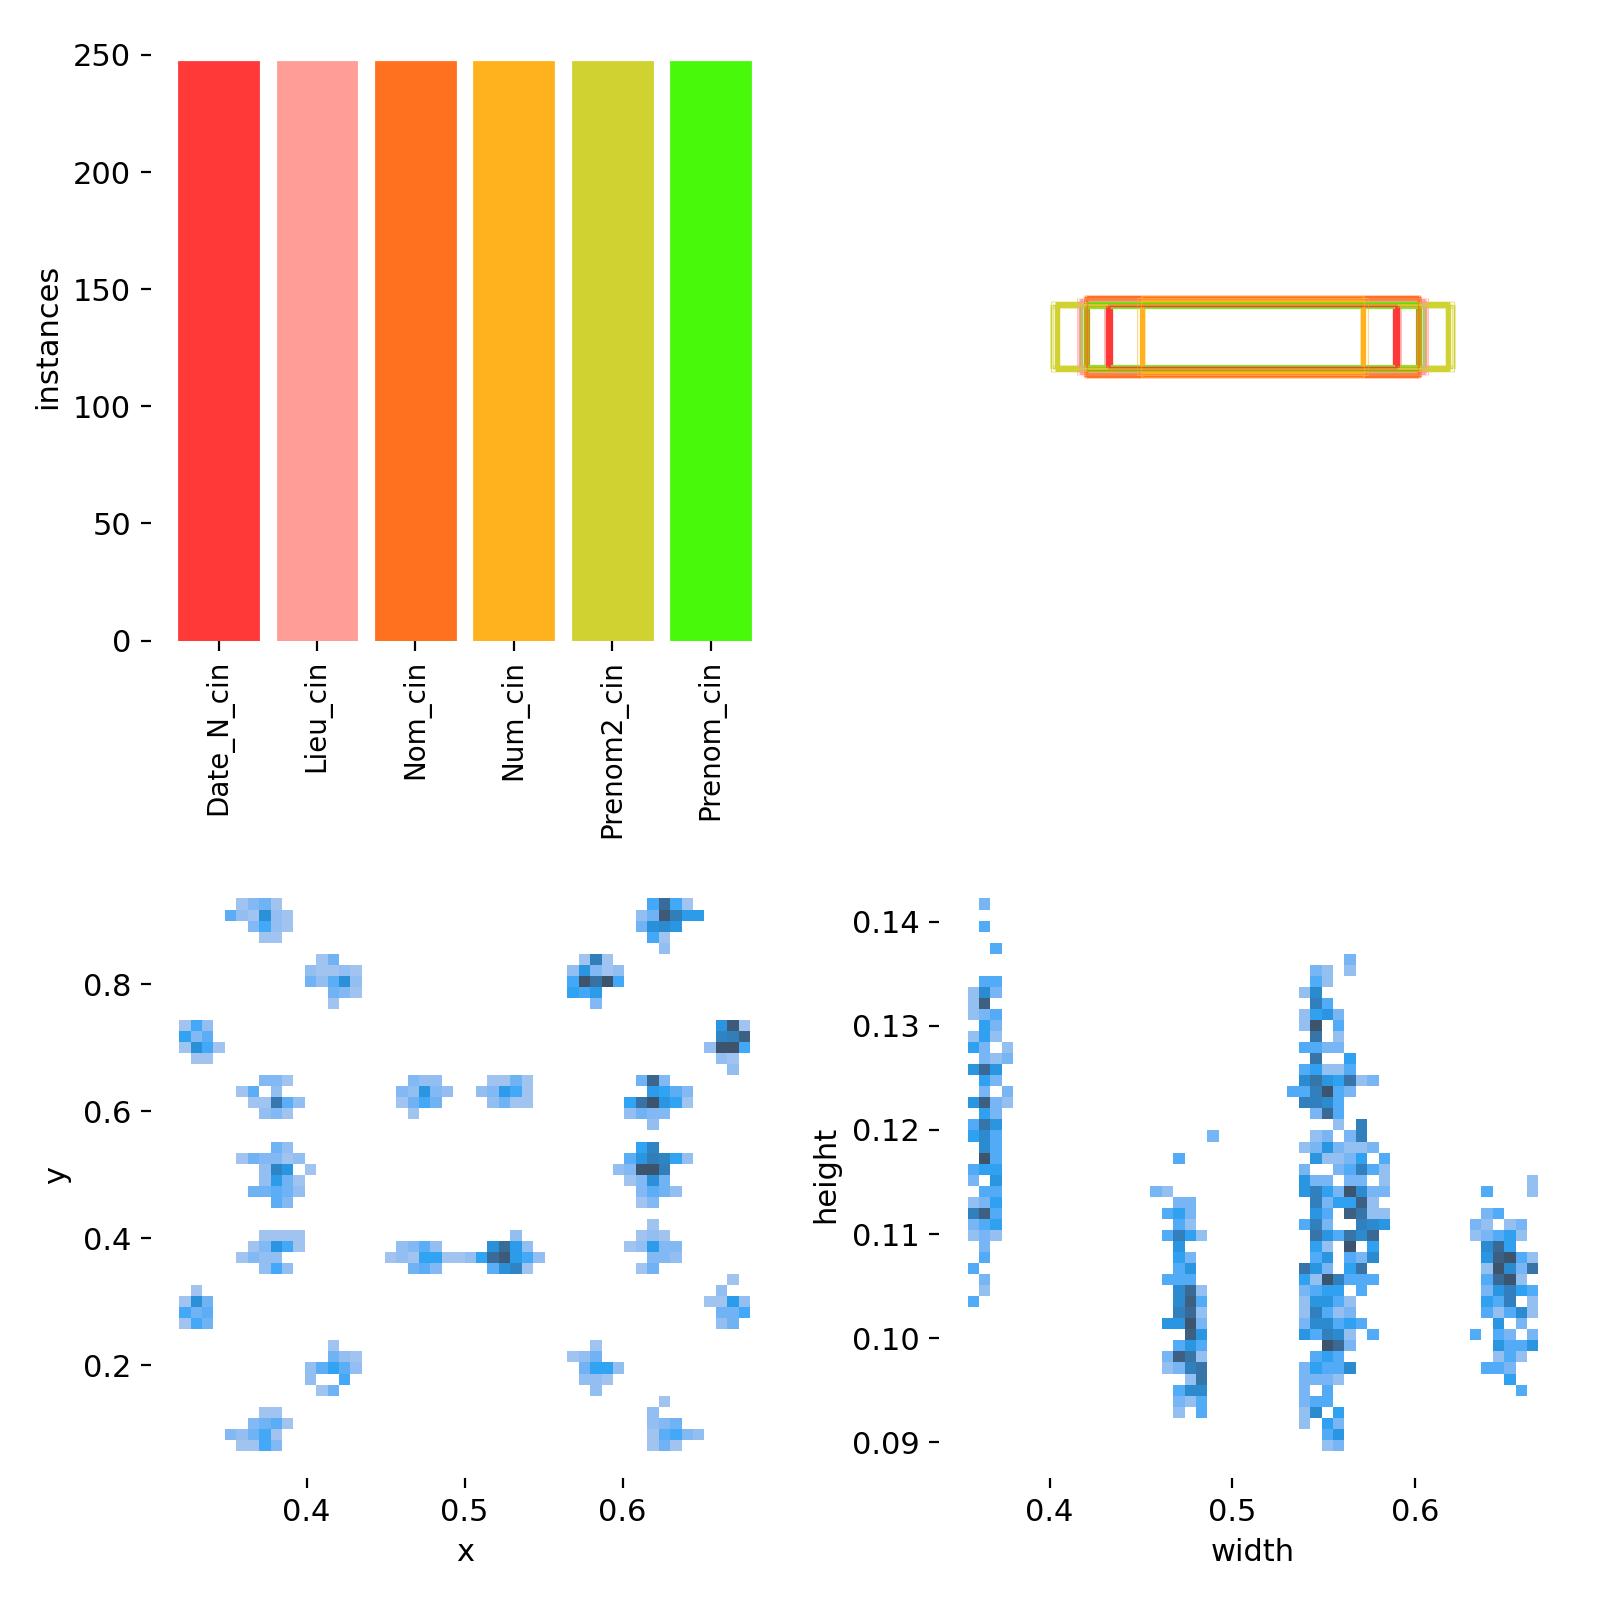 250
200
150
100
50
0
instances
Date_N_cin
Lieu_cin
Nom_cin
Num_cin
Prenom2_cin
Prenom_cin
0.8
0.6
0.4
0.2
y
0.4 0.5 0.6
x
0.14
0.13
0.12
0.11
0.10
0.09
height
0.4 0.5 0.6
width